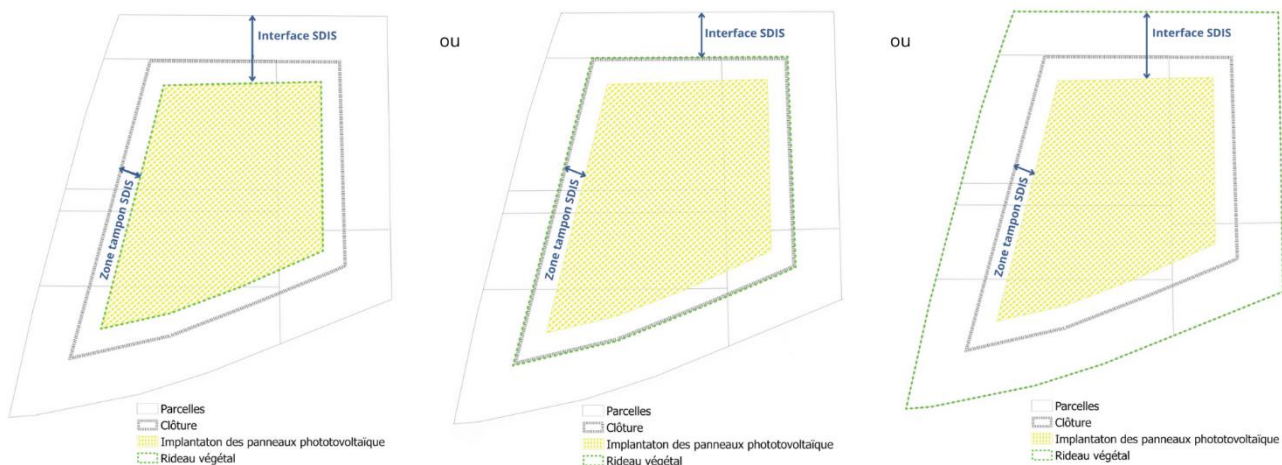 Interface SDIS
Zone tampon SDIS
Parcelles
Clôture
Implantaton des panneaux phototovoltaïque
Rideau végétal
ou
Interface SDIS
Zone tampon SDIS
Parcelles
Clôture
Implantaton des panneaux phototovoltaïque
Rideau végétal
ou
Interface SDIS
Zone tampon SDIS
Parcelles
Clôture
Implantaton des panneaux phototovoltaïque
Rideau végétal